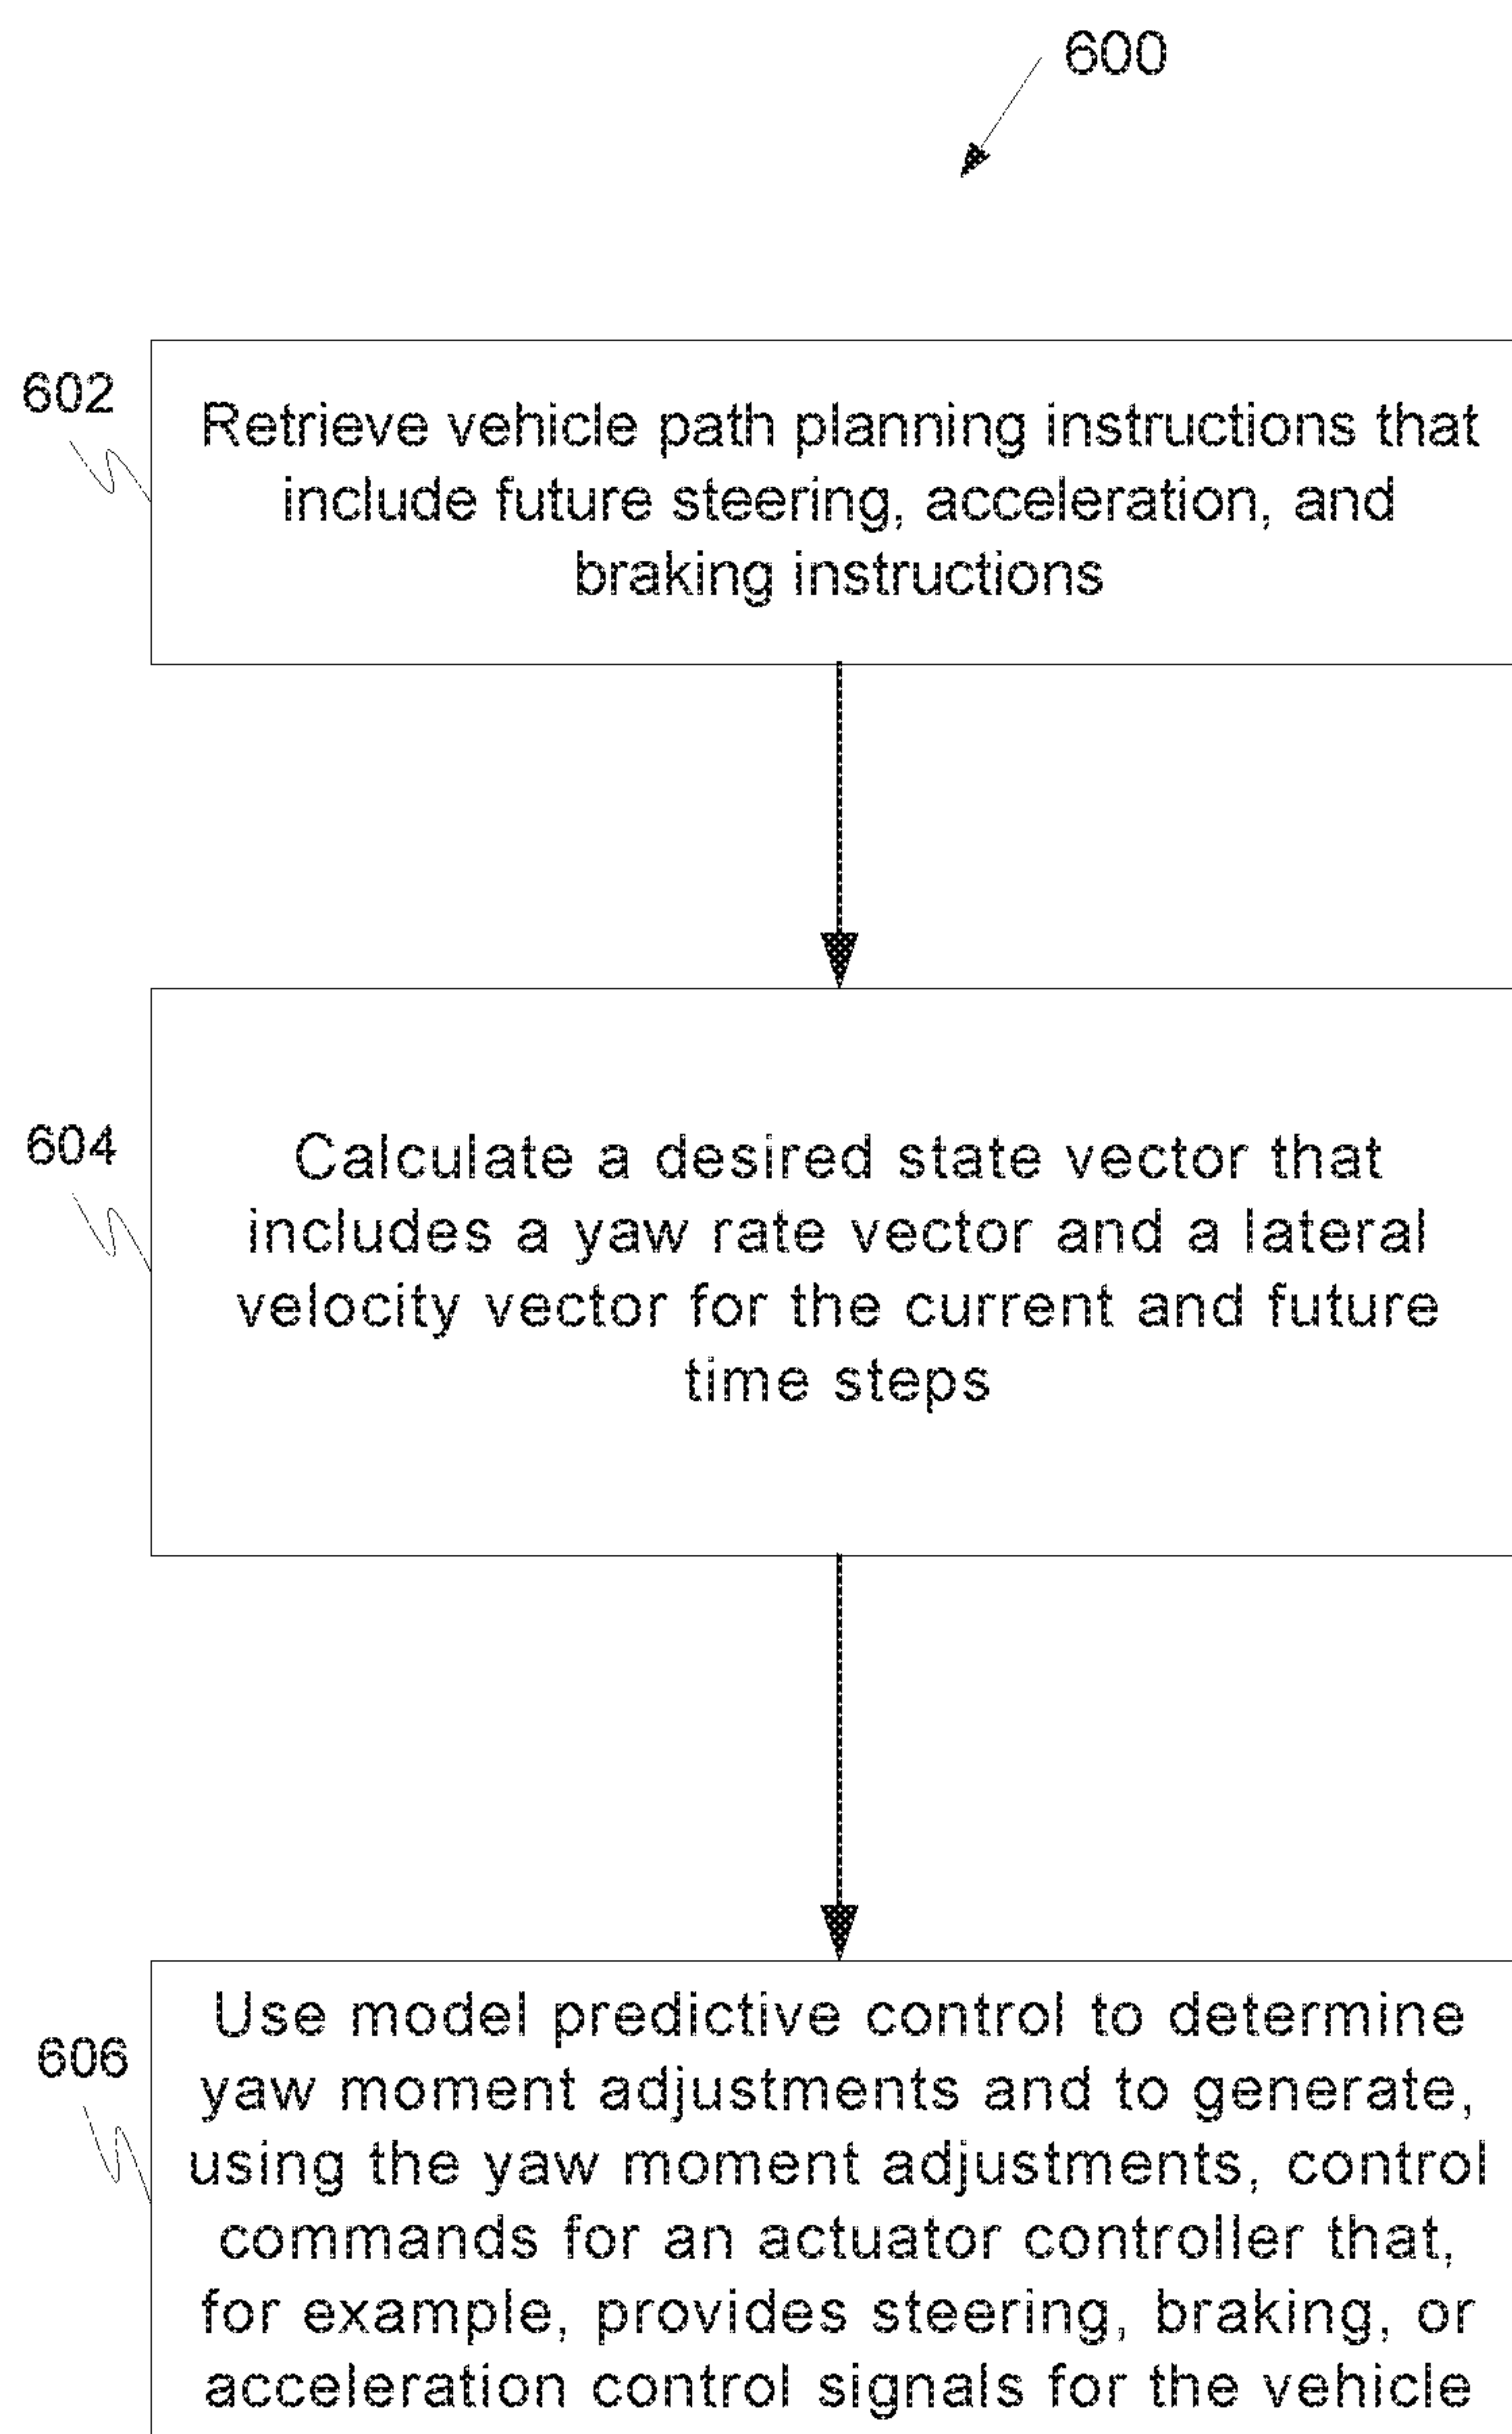 600
602
Retrieve vehicle path planning instructions that
include future steering, acceleration, and
braking instructions
604
Calculate a desired state vector that
includes a yaw rate vector and a lateral
velocity vector for the current and future
time steps
606
Use model predictive control to determine
yaw moment adjustments and to generate,
using the yaw moment adjustments, control
commands for an actuator controller that,
for example, provides steering, braking, or
acceleration control signals for the vehicle